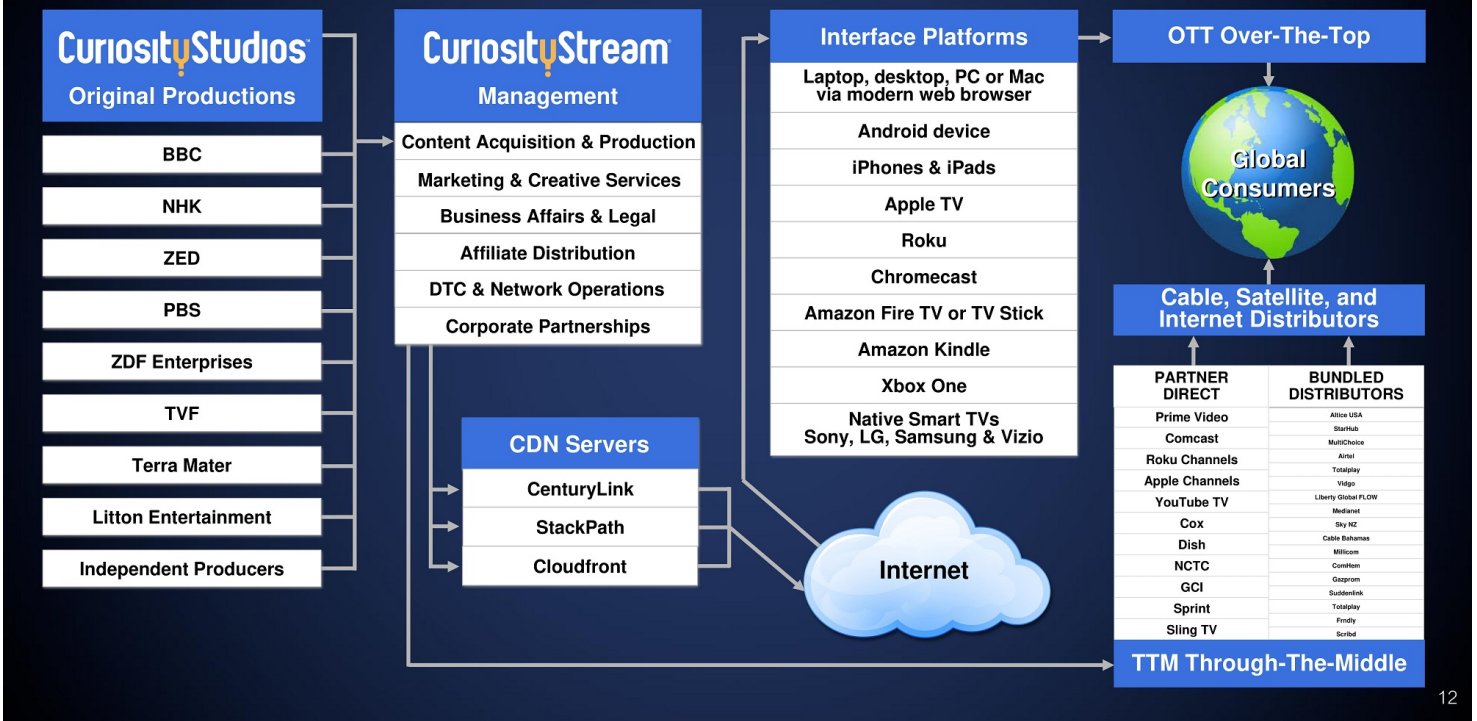 CuriosityStudios
Original Productions
BBC
NHK
ZED
PBS
ZDF Enterprises
TVF
Terra Mater
Litton Entertainment
Independent Producers
CuriosityStream
Management
Content Acquisition & Production
Marketing & Creative Services
Business Affairs & Legal
Affiliate Distribution
DTC & Network Operations
Corporate Partnerships
CDN Servers
CenturyLink
StackPath
Cloudfront
Internet
Interface Platforms
Laptop, desktop, PC or Mac
via modern web browser
Android device
iPhones & iPads
Apple TV
Roku
Chromecast
Amazon Fire TV or TV Stick
Amazon Kindle
Xbox One
Native Smart TVs
Sony, LG, Samsung & Vizio
OTT Over-The-Top
Global
Consumers
Cable, Satellite, and
Internet Distributors
PARTNER
DIRECT
Prime Video
Comcast
Roku Channels
Apple Channels
YouTube TV
Cox
Dish
NCTC
GCI
Sprint
Sling TV
BUNDLED
DISTRIBUTORS
Altice USA
StarHub
MultiChoice
Airtel
Totalplay
Vidgo
Liberty Global FLOW
Medianet
Sky NZ
Cable Bahamas
Millicom
ComHem
Gazprom
Suddenlink
Totalplay
Frndly
Scribd
TTM Through-The-Middle
12